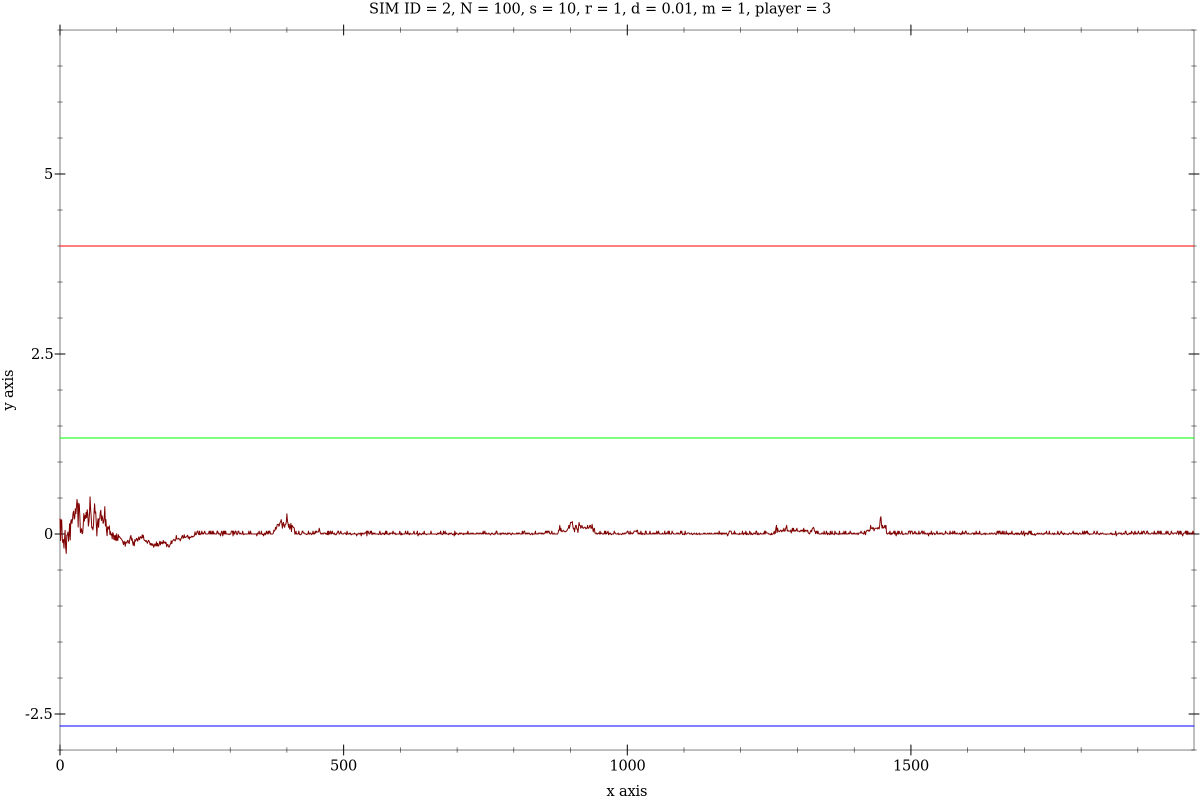 SIM ID = 2, N = 100, s = 10, r = 1, d = 0.01, m = 1, player = 3
5
2.5
y axis
0
-2.5
0 500 1000 1500
x axis